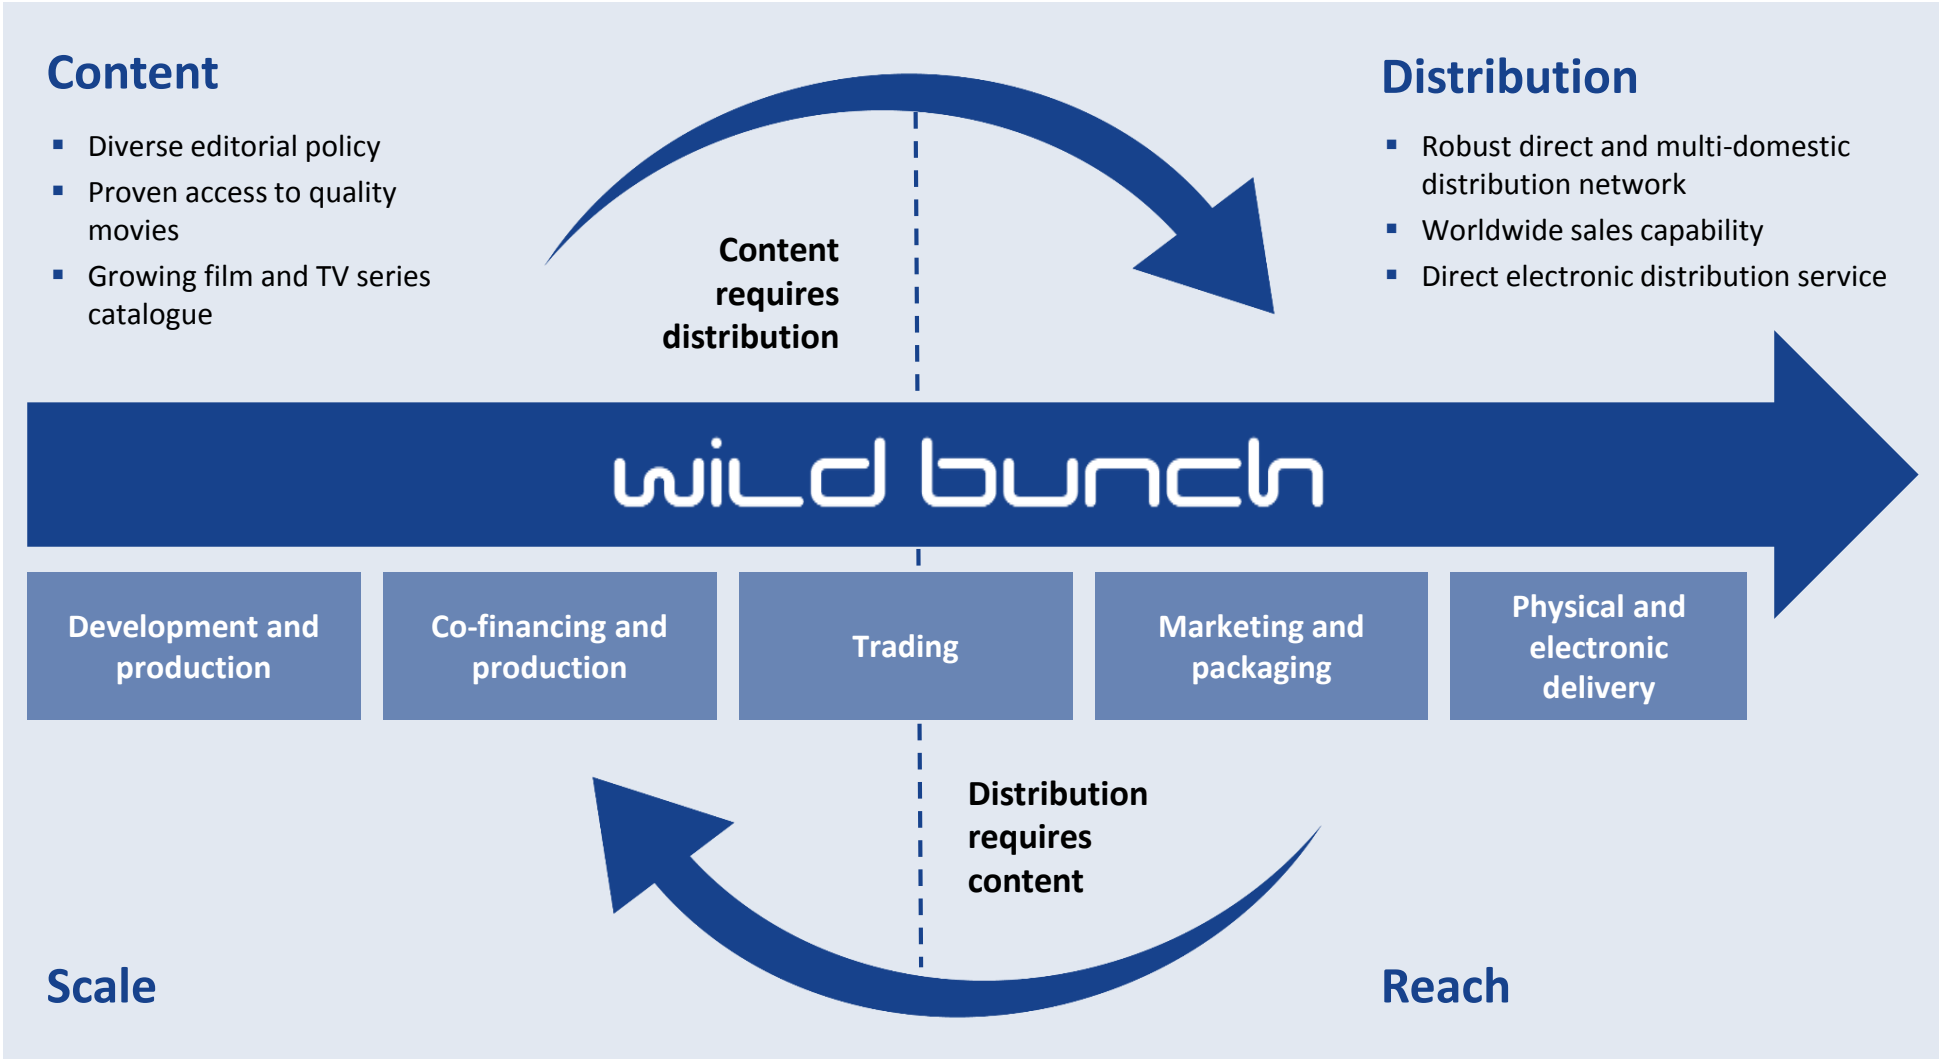 Content
Diverse editorial policy
Proven access to quality
movies
Growing film and TV series
catalogue
Content
requires
distribution
Distribution
Robust direct and multi-domestic
distribution network
Worldwide sales capability
Direct electronic distribution service
wild bunch
Development and
production
Co-financing and
production
Trading
Marketing and
packaging
Physical and
electronic
delivery
Distribution
requires
content
Scale
Reach